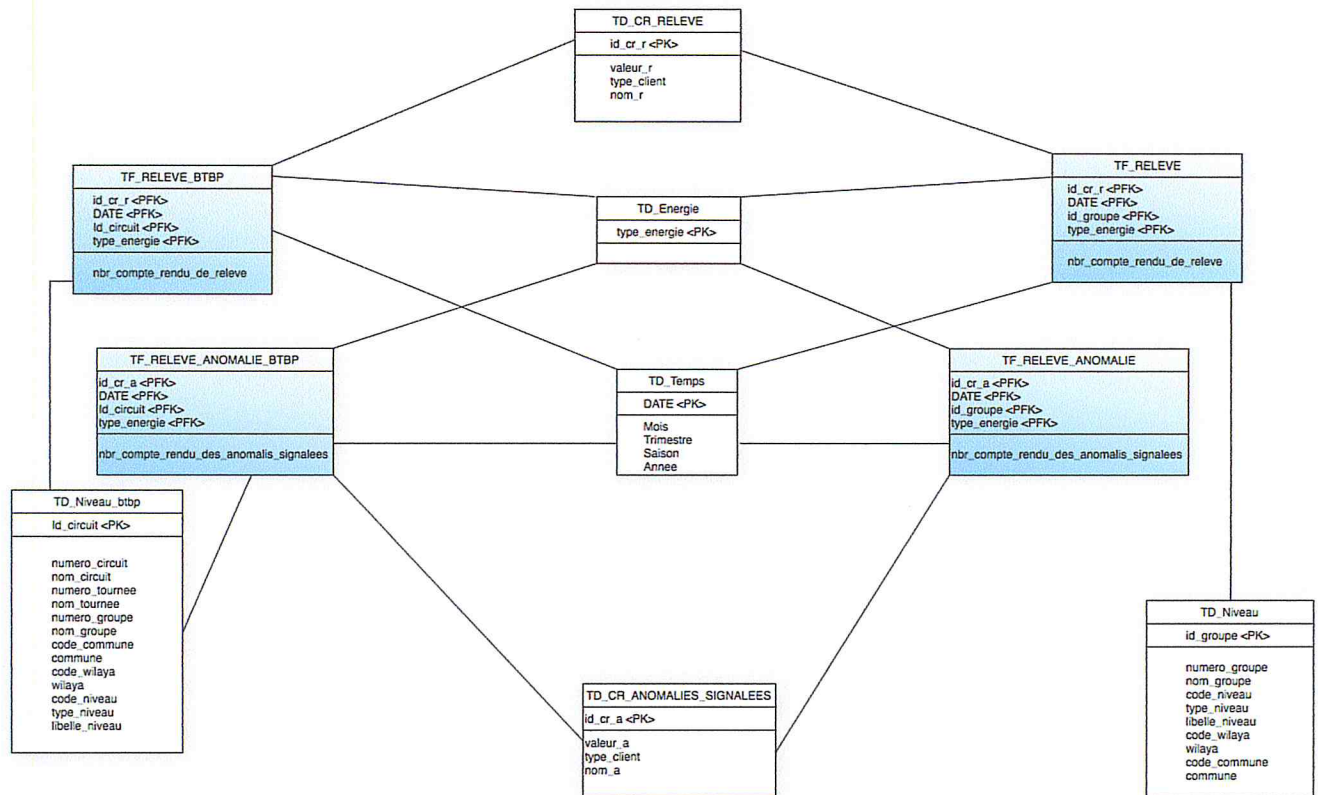 TD_CR_RELEVE
id_cr_r <PK>
valeur_r
type_client
nom_r
TF_RELEVE_BTBP
id_cr_r <PFK>
DATE <PFK>
Id_circuit <PFK>
type_energie <PFK>
nbr_compte_rendu_de_releve
TD_Energie
type_energie <PK>
TF_RELEVE
id_cr_r <PFK>
DATE <PFK>
id_groupe <PFK>
type_energie <PFK>
nbr_compte_rendu_de_releve
TF_RELEVE_ANOMALIE_BTBP
id_cr_a <PFK>
DATE <PFK>
Id_circuit <PFK>
type_energie <PFK>
nbr_compte_rendu_des_anomalis_signalees
TD_Temps
DATE <PK>
Mois
Trimestre
Saison
Annee
TF_RELEVE_ANOMALIE
id_cr_a <PFK>
DATE <PFK>
id_groupe <PFK>
type_energie <PFK>
nbr_compte_rendu_des_anomalis_signalees
TD_Niveau_btbp
Id_circuit <PK>
numero_circuit
nom_circuit
numero_tournee
nom_tournee
numero_groupe
nom_groupe
code_commune
commune
code_wilaya
wilaya
code_niveau
type_niveau
libelle_niveau
TD_CR_ANOMALIES_SIGNALEES
id_cr_a <PK>
valeur_a
type_client
nom_a
TD_Niveau
id_groupe <PK>
numero_groupe
nom_groupe
code_niveau
type_niveau
libelle_niveau
code_wilaya
wilaya
code_commune
commune